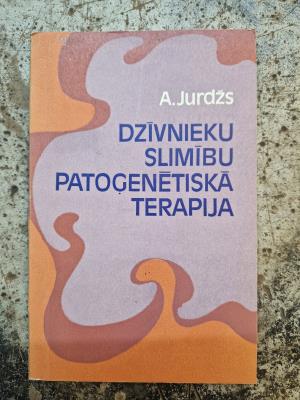 A. Jurdžs
DZĪVNIEKU
SLIMĪBU
PATOĢENĒTISKĀ
TERAPIJA